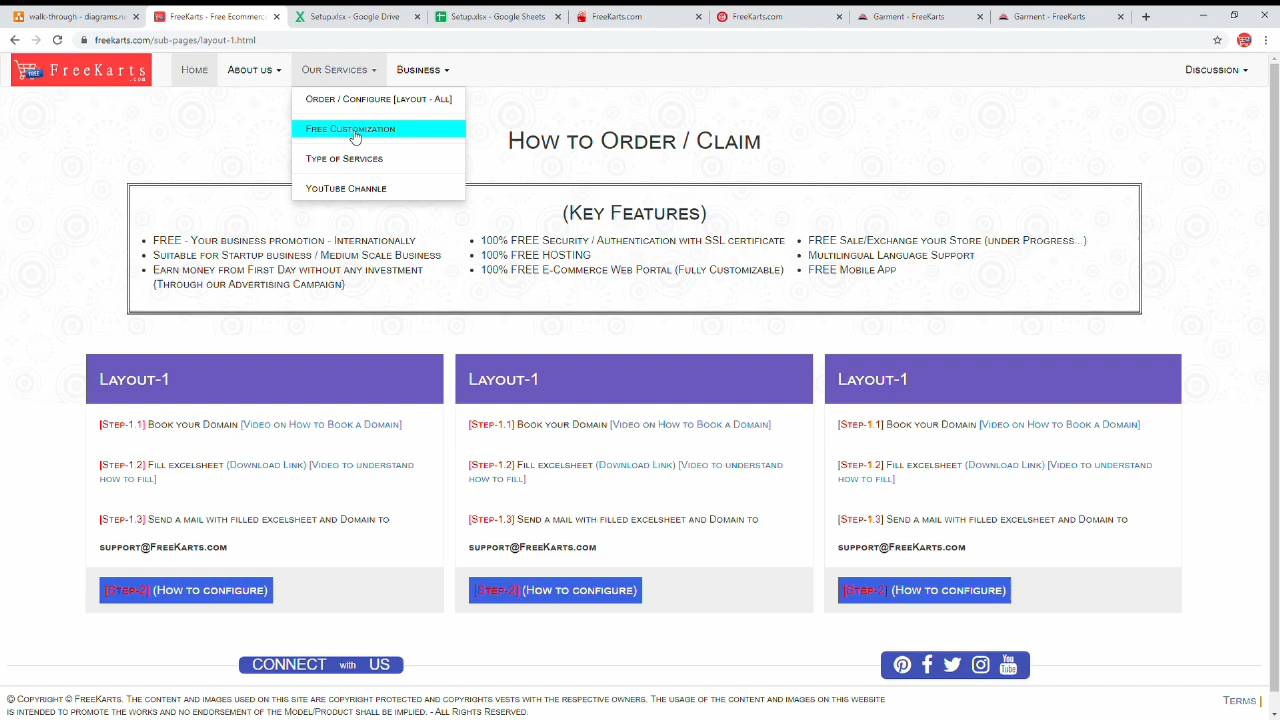 walk-through - diagrams.n
FreeKarts - Free Ecommerc
Setup.xlsx - Google Drive
Setup.xlsx - Google Sheets
FreeKarts.com
FreeKarts.com
Garment - FreeKarts
Garment - FreeKarts
freekarts.com/sub-pages/layout-1.html
FREE
FreeKarts
.com
Home
About us
Our Services
Business
Discussion
Order / Configure [Layout - All]
Free Customization
Type of Services
YouTube Channle
How to Order / Claim
(Key Features)
FREE - Your business promotion - Internationally
Suitable for Startup business / Medium Scale Business
Earn money from First Day without any investment
(Through our Advertising Campaign)
100% FREE Security / Authentication with SSL certificate
100% FREE HOSTING
100% FREE E-Commerce Web Portal (Fully Customizable)
FREE Sale/Exchange your Store (under Progress...)
Multilingual Language Support
FREE Mobile App
Layout-1
[Step-1.1] Book your Domain [Video on How to Book a Domain]
[Step-1.2] Fill excelsheet (Download Link) [Video to understand
how to fill]
[Step-1.3] Send a mail with filled excelsheet and Domain to
support@FreeKarts.com
[Step-2] (How to configure)
Layout-1
[Step-1.1] Book your Domain [Video on How to Book a Domain]
[Step-1.2] Fill excelsheet (Download Link) [Video to understand
how to fill]
[Step-1.3] Send a mail with filled excelsheet and Domain to
support@FreeKarts.com
[Step-2] (How to configure)
Layout-1
[Step-1.1] Book your Domain [Video on How to Book a Domain]
[Step-1.2] Fill excelsheet (Download Link) [Video to understand
how to fill]
[Step-1.3] Send a mail with filled excelsheet and Domain to
support@FreeKarts.com
[Step-2] (How to configure)
CONNECT with US
You Tube
© Copyright © FreeKarts. The content and images used on this site are copyright protected and copyrights vests with the respective owners. The usage of the content and images on this website
is intended to promote the works and no endorsement of the Model/Product shall be implied. - All Rights Reserved.
Terms |